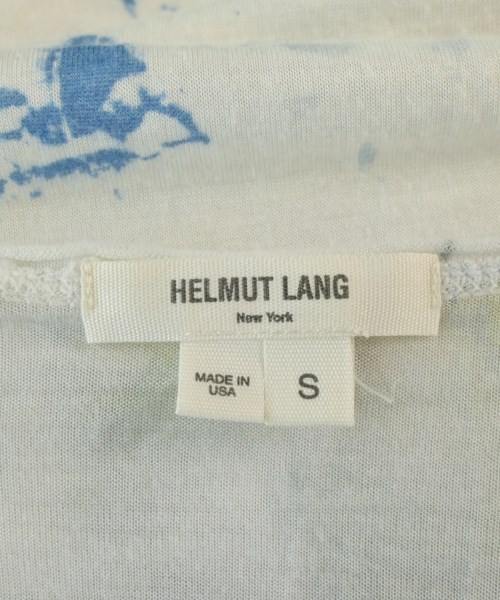 HELMUT LANG
New York
MADE IN
USA
S